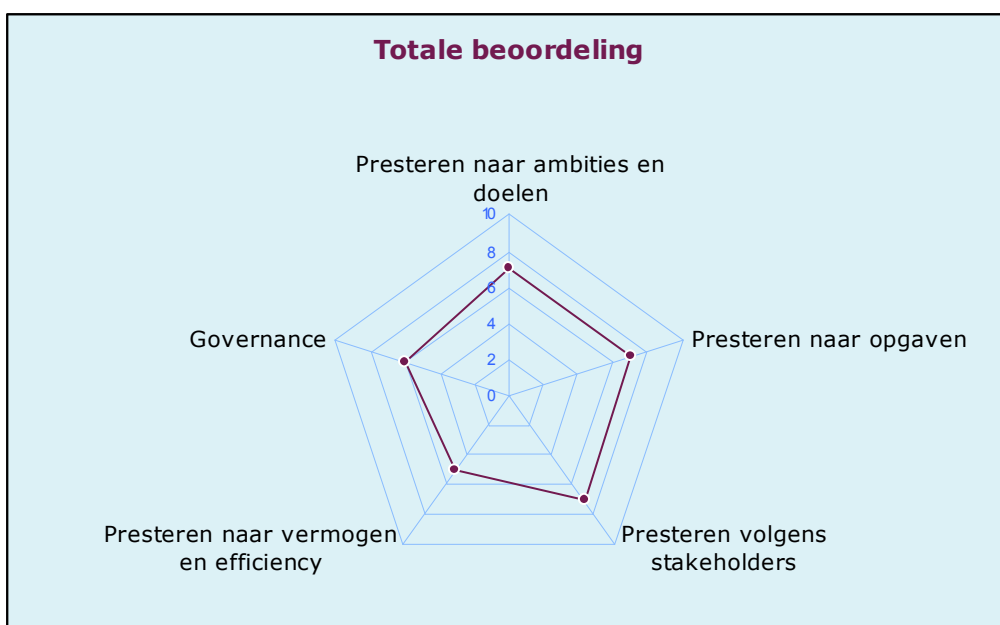 Totale beoordeling
Presteren naar ambities en
doelen
10
8
6
4
2
0
Governance
Presteren naar opgaven
Presteren naar vermogen
en efficiency
Presteren volgens
stakeholders